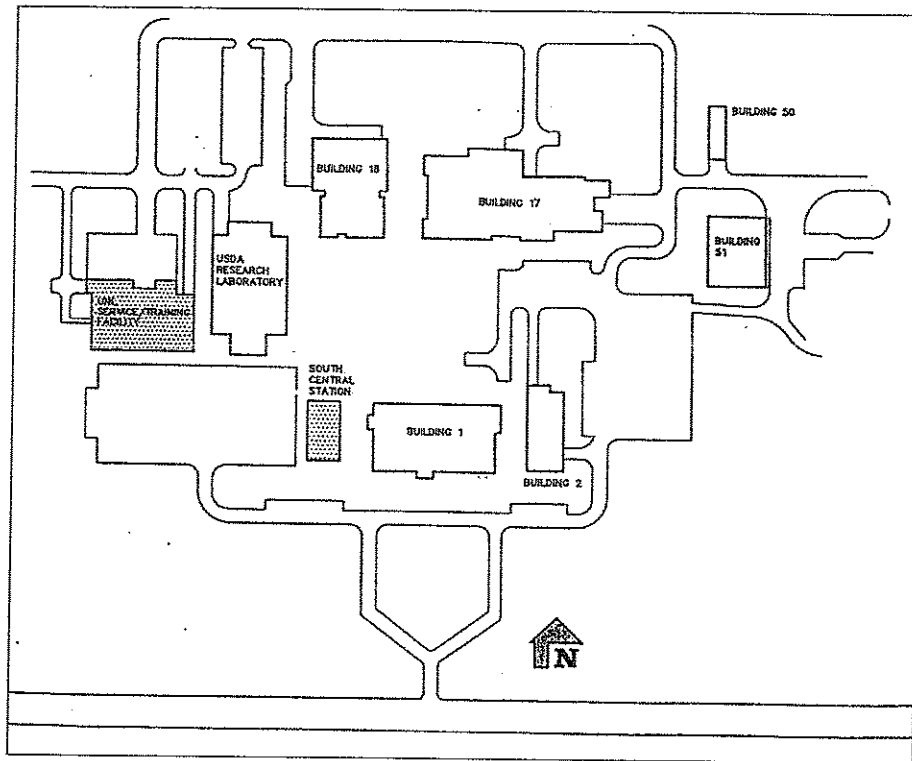 BUILDING 50
BUILDING 18
BUILDING 17
BUILDING
51
USDA
RESEARCH
LABORATORY
UNL
SERVICE/TRAINING
FACILITY
SOUTH
CENTRAL
STATION
BUILDING 1
BUILDING 2
N